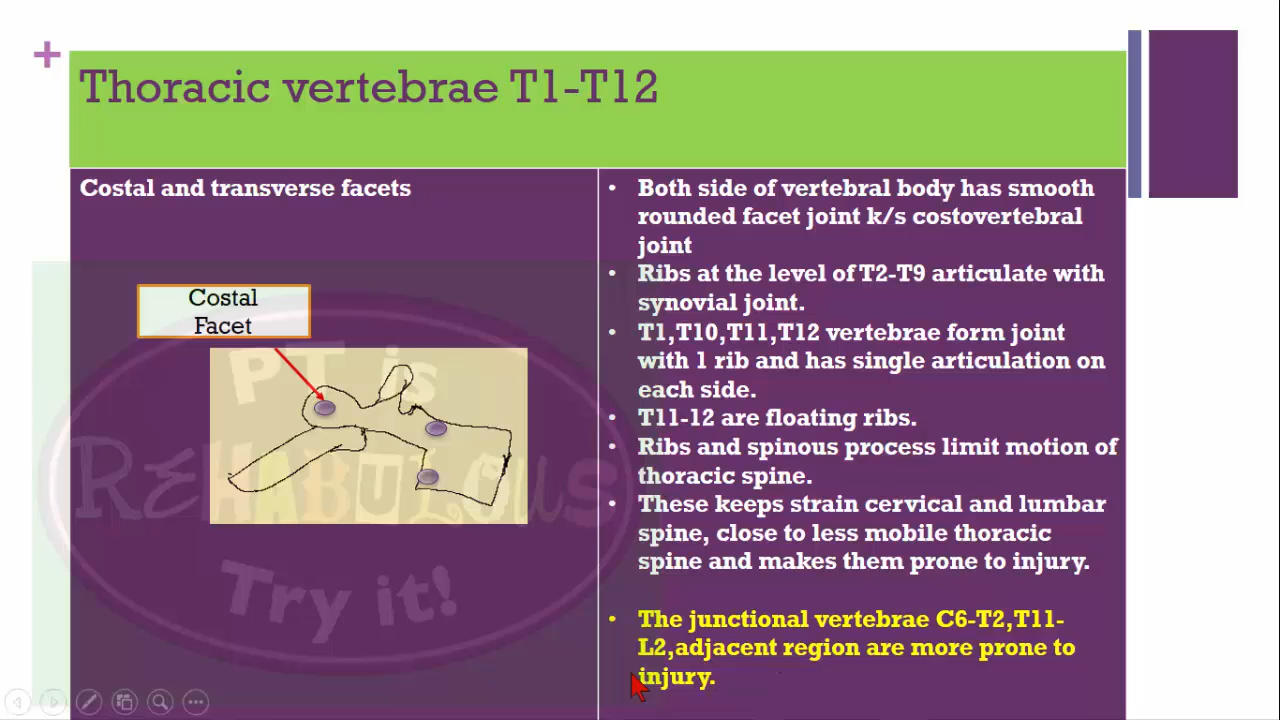 +
Thoracic vertebrae T1-T12
Costal and transverse facets
Costal
Facet
PT is
REHABULOUS
Try it!
• Both side of vertebral body has smooth
rounded facet joint k/s costovertebral
joint
• Ribs at the level of T2-T9 articulate with
synovial joint.
• T1,T10,T11,T12 vertebrae form joint
with 1 rib and has single articulation on
each side.
• T11-12 are floating ribs.
• Ribs and spinous process limit motion of
thoracic spine.
• These keeps strain cervical and lumbar
spine, close to less mobile thoracic
spine and makes them prone to injury.
• The junctional vertebrae C6-T2,T11-
L2,adjacent region are more prone to
injury.